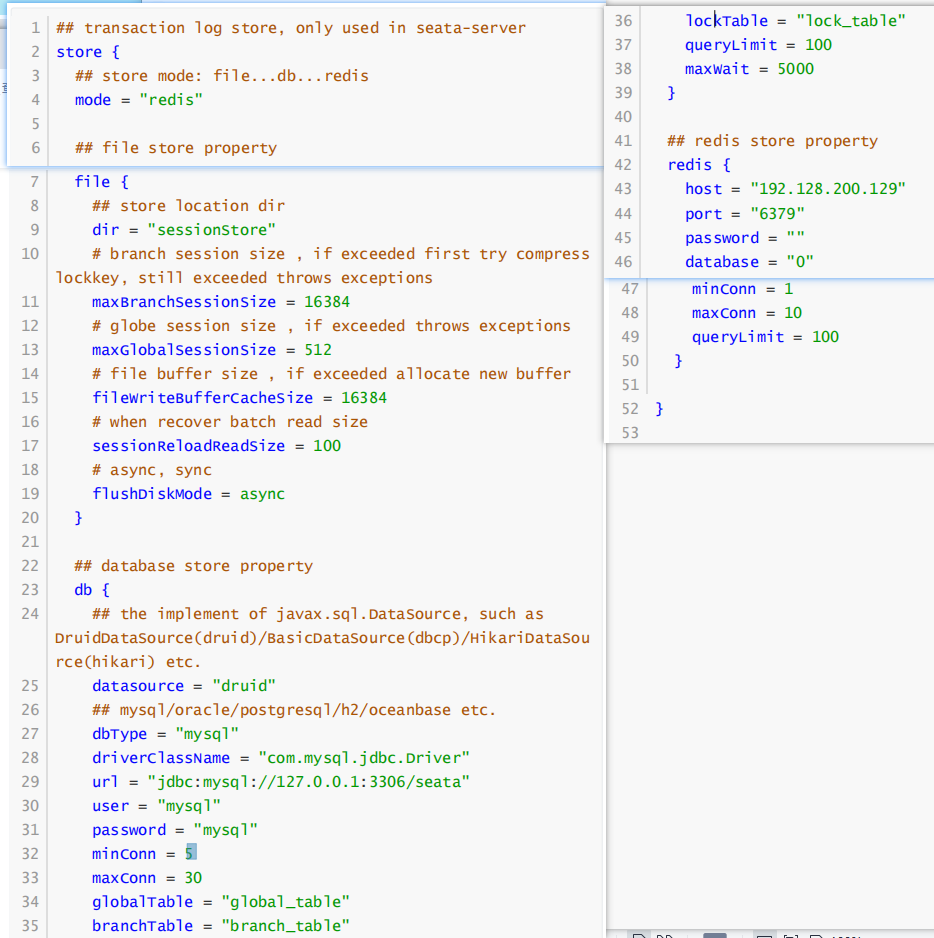 1 ## transaction log store, only used in seata-server
2 store {
3 ## store mode: file...db...redis
4 mode = "redis"
5
6 ## file store property
7 file {
8 ## store location dir
9 dir = "sessionStore"
10 # branch session size , if exceeded first try compress
lockkey, still exceeded throws exceptions
11 maxBranchSessionSize = 16384
12 # globe session size , if exceeded throws exceptions
13 maxGlobalSessionSize = 512
14 # file buffer size , if exceeded allocate new buffer
15 fileWriteBufferCacheSize = 16384
16 # when recover batch read size
17 sessionReloadReadSize = 100
18 # async, sync
19 flushDiskMode = async
20 }
21
22 ## database store property
23 db {
24 ## the implement of javax.sql.DataSource, such as
DruidDataSource(druid)/BasicDataSource(dbcp)/HikariDataSou
rce(hikari) etc.
25 datasource = "druid"
26 ## mysql/oracle/postgresql/h2/oceanbase etc.
27 dbType = "mysql"
28 driverClassName = "com.mysql.jdbc.Driver"
29 url = "jdbc:mysql://127.0.0.1:3306/seata"
30 user = "mysql"
31 password = "mysql"
32 minConn = 5
33 maxConn = 30
34 globalTable = "global_table"
35 branchTable = "branch_table"
36 lockTable = "lock_table"
37 queryLimit = 100
38 maxWait = 5000
39 }
40
41 ## redis store property
42 redis {
43 host = "192.128.200.129"
44 port = "6379"
45 password = ""
46 database = "0"
47 minConn = 1
48 maxConn = 10
49 queryLimit = 100
50 }
51
52 }
53